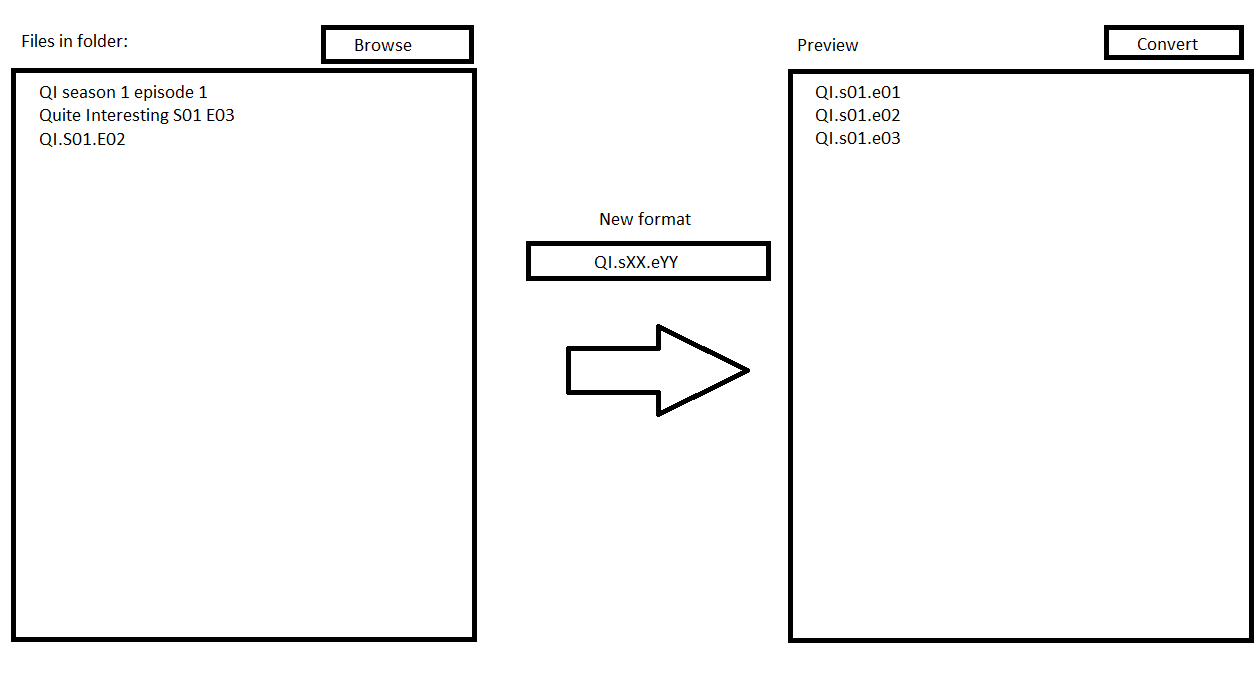 Files in folder:
Browse
QI season 1 episode 1
Quite Interesting S01 E03
QI.S01.E02
New format
QI.sXX.eYY
Preview
Convert
QI.s01.e01
QI.s01.e02
QI.s01.e03